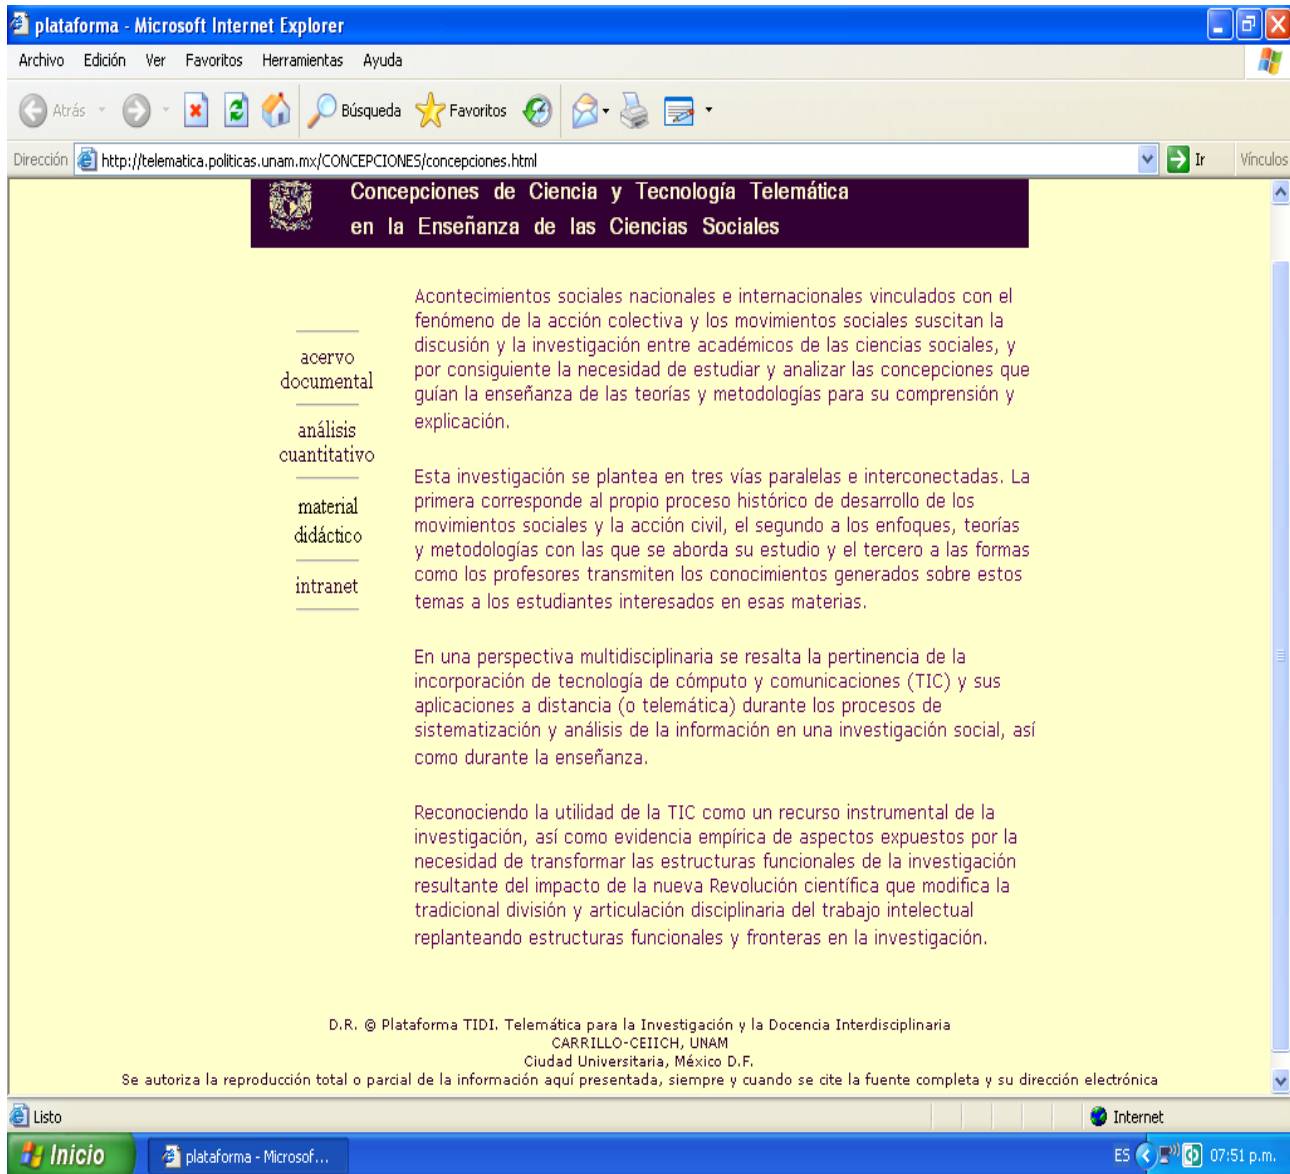 plataforma - Microsoft Internet Explorer
Archivo Edición Ver Favoritos Herramientas Ayuda
Atrás Búsqueda Favoritos
Dirección http://telematica.politicas.unam.mx/CONCEPCIONES/concepciones.html Ir Vínculos
Concepciones de Ciencia y Tecnología Telemática
en la Enseñanza de las Ciencias Sociales
acervo
documental
análisis
cuantitativo
material
didáctico
intranet
Acontecimientos sociales nacionales e internacionales vinculados con el
fenómeno de la acción colectiva y los movimientos sociales suscitan la
discusión y la investigación entre académicos de las ciencias sociales, y
por consiguiente la necesidad de estudiar y analizar las concepciones que
guían la enseñanza de las teorías y metodologías para su comprensión y
explicación.
Esta investigación se plantea en tres vías paralelas e interconectadas. La
primera corresponde al propio proceso histórico de desarrollo de los
movimientos sociales y la acción civil, el segundo a los enfoques, teorías
y metodologías con las que se aborda su estudio y el tercero a las formas
como los profesores transmiten los conocimientos generados sobre estos
temas a los estudiantes interesados en esas materias.
En una perspectiva multidisciplinaria se resalta la pertinencia de la
incorporación de tecnología de cómputo y comunicaciones (TIC) y sus
aplicaciones a distancia (o telemática) durante los procesos de
sistematización y análisis de la información en una investigación social, así
como durante la enseñanza.
Reconociendo la utilidad de la TIC como un recurso instrumental de la
investigación, así como evidencia empírica de aspectos expuestos por la
necesidad de transformar las estructuras funcionales de la investigación
resultante del impacto de la nueva Revolución científica que modifica la
tradicional división y articulación disciplinaria del trabajo intelectual
replanteando estructuras funcionales y fronteras en la investigación.
D.R. © Plataforma TIDI. Telemática para la Investigación y la Docencia Interdisciplinaria
CARRILLO-CEIICH, UNAM
Ciudad Universitaria, México D.F.
Se autoriza la reproducción total o parcial de la información aquí presentada, siempre y cuando se cite la fuente completa y su dirección electrónica
Listo Internet
Inicio plataforma - Microsof... ES 07:51 p.m.